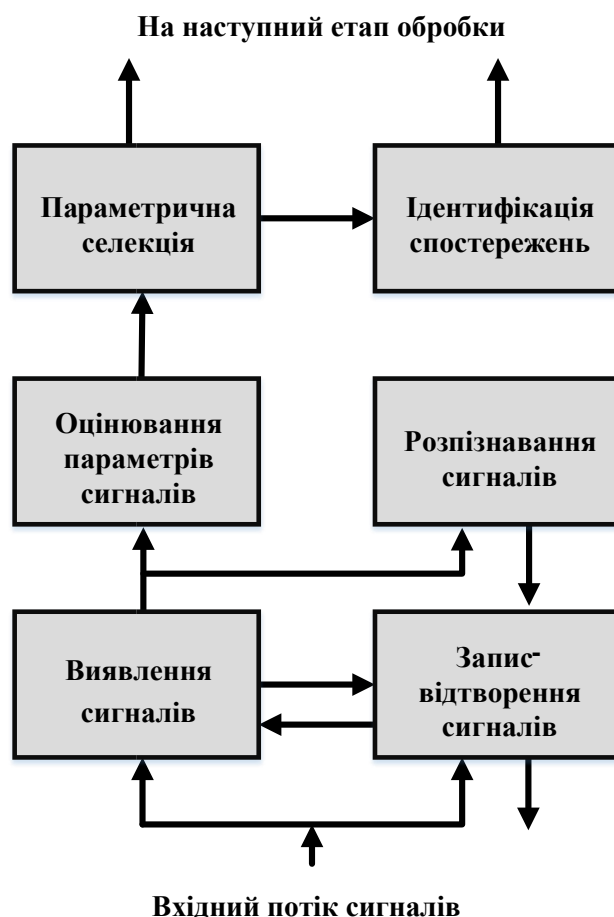 На наступний етап обробки
Параметрична
селекція
Ідентифікація
спостережень
Оцінювання
параметрів
сигналів
Розпізнавання
сигналів
Виявлення
сигналів
Запис-
відтворення
сигналів
Вхідний потік сигналів